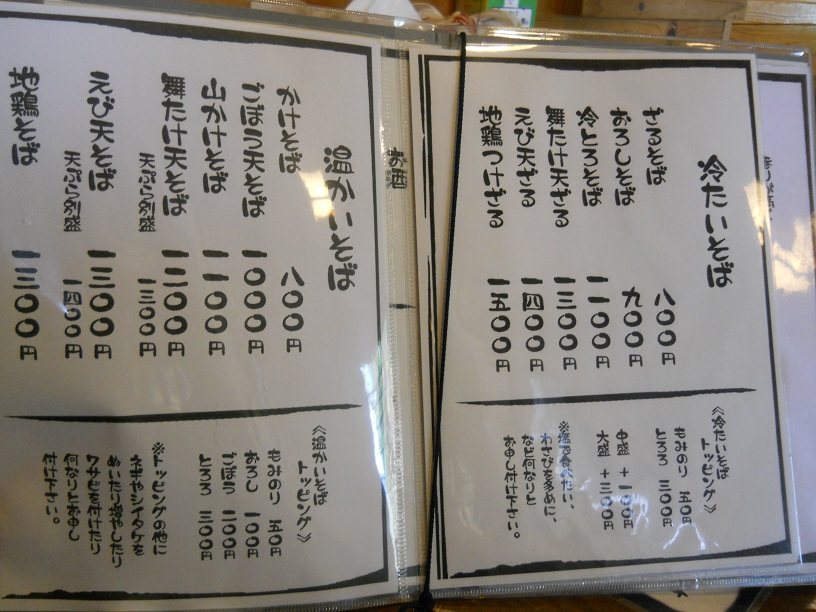 冷たいそば
ざるそば 八〇〇円
おろしそば 九〇〇円
冷とろそば 一一〇〇円
舞たけ天ざる 一三〇〇円
えび天ざる 一四〇〇円
地鶏つけざる 一五〇〇円
《冷たいそば
トッピング》
もみのり 五〇円
とろろ 三〇〇円
中盛 +一〇〇円
大盛 +三〇〇円
※塩で食べたい、
わさびを多めに、
など何なりと
お申し付け下さい。
お酒
温かいそば
かけそば 八〇〇円
ごぼう天そば 一〇〇〇円
山かけそば 一一〇〇円
舞たけ天そば 一二〇〇円
天ぷら別盛 一三〇〇円
えび天そば 一三〇〇円
天ぷら別盛 一四〇〇円
地鶏そば 一三〇〇円
《温かいそば
トッピング》
もみのり 五〇円
おろし 一〇〇円
ごぼう 二〇〇円
とろろ 三〇〇円
※トッピングの他に
ネギやシイタケを
ぬいたり増やしたり
ワサビを付けたり
何なりとお申し
付け下さい。